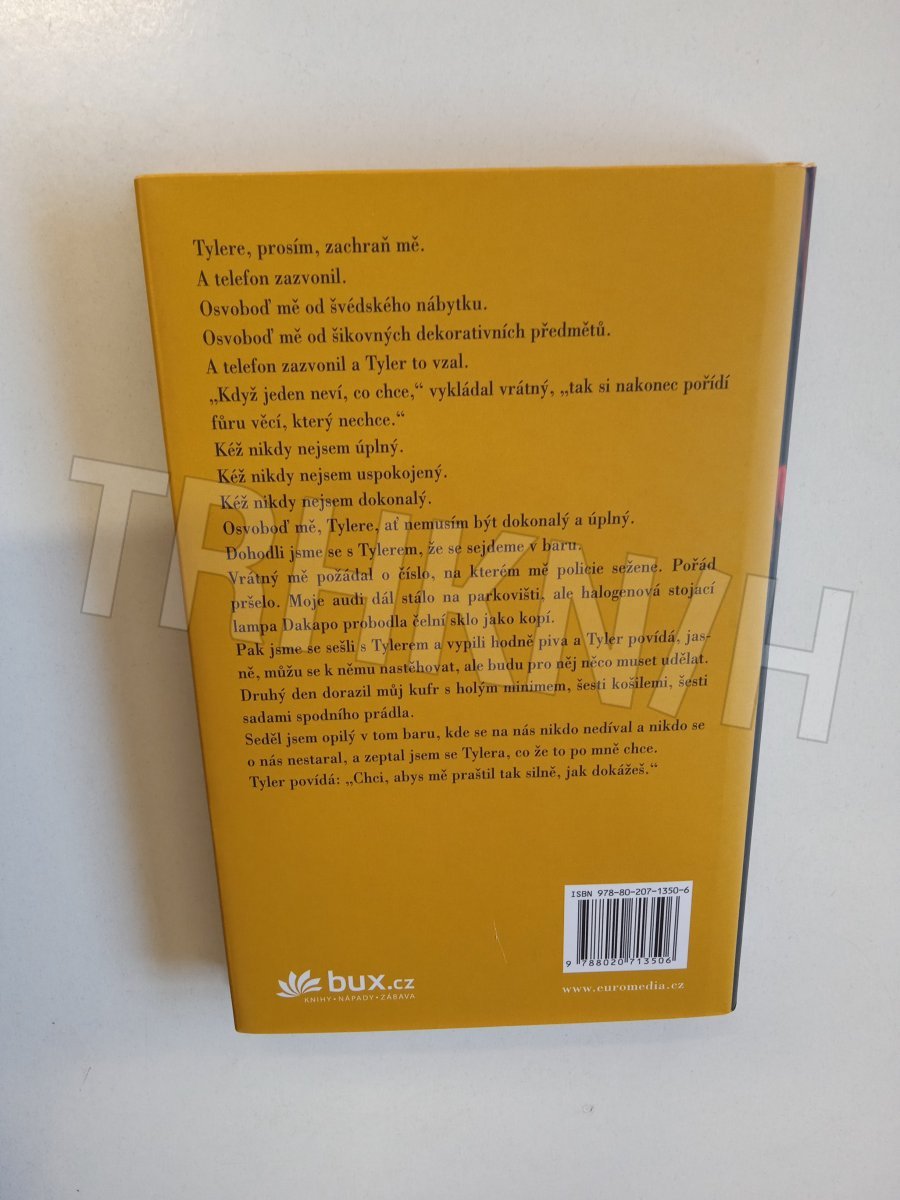 Tylere, prosím, zachraň mě.
A telefon zazvonil.
Osvoboď mě od švédského nábytku.
Osvoboď mě od šikovných dekorativních předmětů.
A telefon zazvonil a Tyler to vzal.
„Když jeden neví, co chce,“ vykládal vrátný, „tak si nakonec pořídí
fůru věcí, který nechce.“
Kéž nikdy nejsem úplný.
Kéž nikdy nejsem uspokojený.
Kéž nikdy nejsem dokonalý.
Osvoboď mě, Tylere, ať nemusím být dokonalý a úplný.
Dohodli jsme se s Tylerem, že se sejdeme v baru.
Vrátný mě požádal o číslo, na kterém mě policie sežene. Pořád
pršelo. Moje audi dál stálo na parkovišti, ale halogenová stojací
lampa Dakapo probodla čelní sklo jako kopí.
Pak jsme se sešli s Tylerem a vypili hodně piva a Tyler povídá, jas-
ně, můžu se k němu nastěhovat, ale budu pro něj něco muset udělat.
Druhý den dorazil můj kufr s holým minimem, šesti košilemi, šesti
sadami spodního prádla.
Seděl jsem opilý v tom baru, kde se na nás nikdo nedíval a nikdo se
o nás nestaral, a zeptal jsem se Tylera, co že to po mně chce.
Tyler povídá: „Chci, abys mě praštil tak silně, jak dokážeš.“
TRHKNIH
ISBN 978-80-207-1350-6
9 788020 713506
bux.cz
KNIHY • NÁPADY • ZÁBAVA
www.euromedia.cz